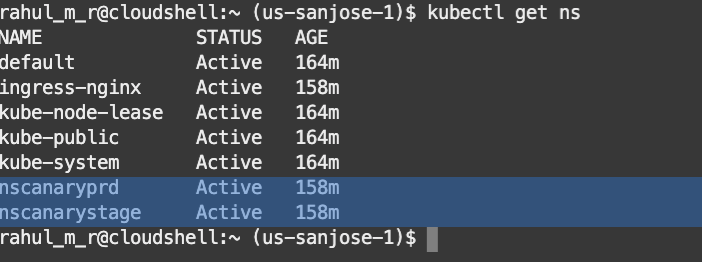 rahul_m_r@cloudshell:~ (us-sanjose-1)$ kubectl get ns
NAME STATUS AGE
default Active 164m
ingress-nginx Active 158m
kube-node-lease Active 164m
kube-public Active 164m
kube-system Active 164m
nscanaryprd Active 158m
nscanarystage Active 158m
rahul_m_r@cloudshell:~ (us-sanjose-1)$